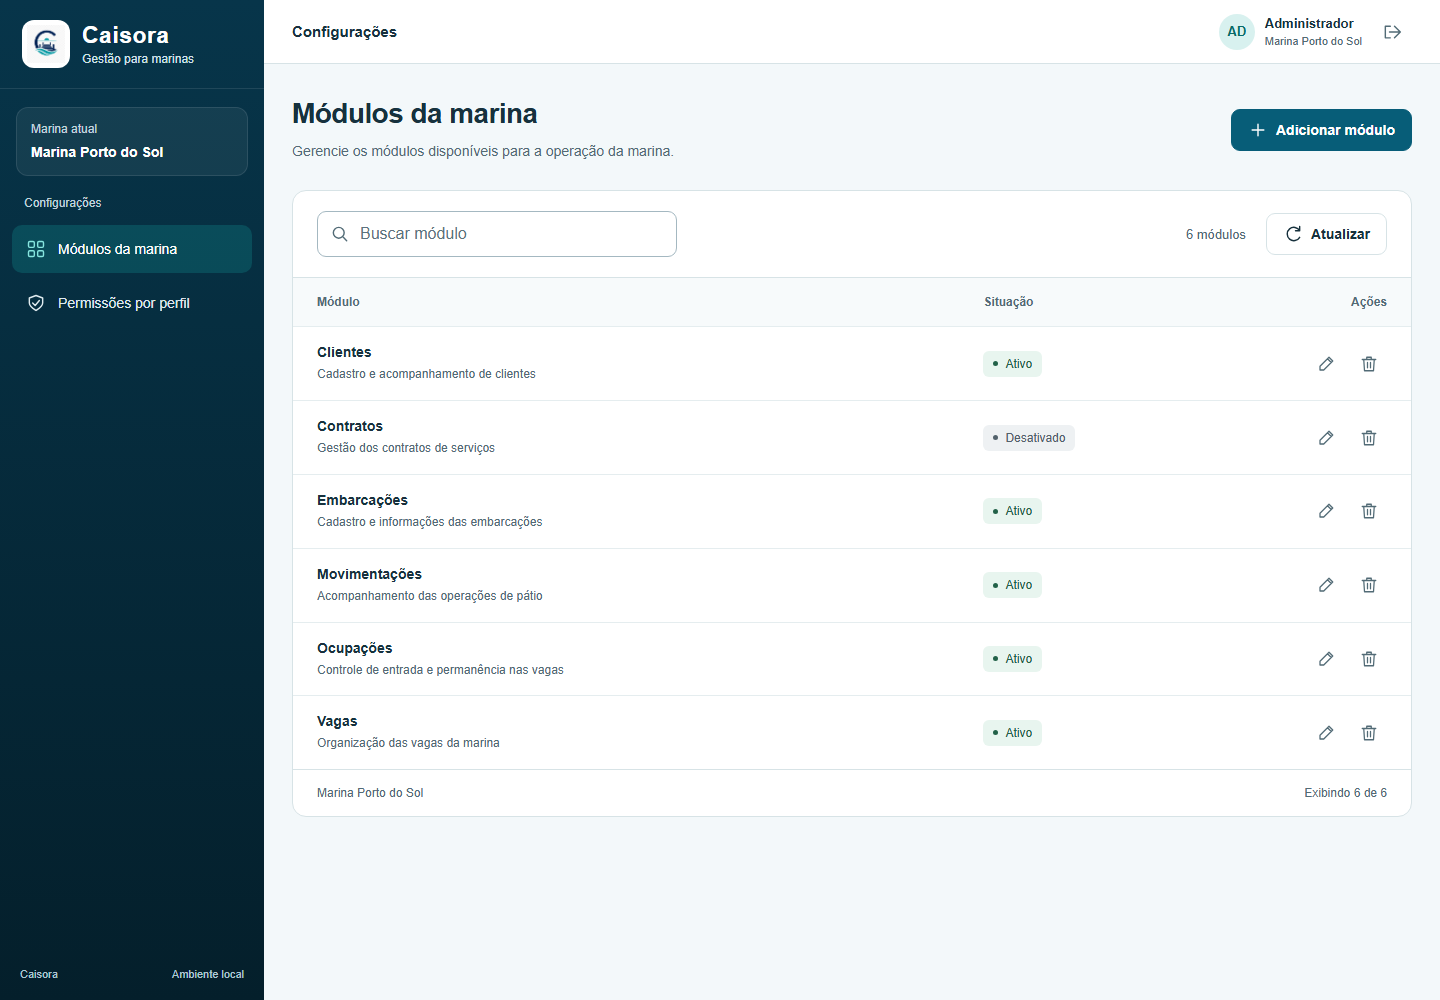 Caisora
Gestão para marinas
Marina atual
Marina Porto do Sol
Configurações
Módulos da marina
Permissões por perfil
Caisora
Ambiente local
Configurações
AD
Administrador
Marina Porto do Sol
Módulos da marina
Gerencie os módulos disponíveis para a operação da marina.
Adicionar módulo
Buscar módulo
6 módulos
Atualizar
Módulo Situação Ações
Clientes
Cadastro e acompanhamento de clientes
Ativo
Contratos
Gestão dos contratos de serviços
Desativado
Embarcações
Cadastro e informações das embarcações
Ativo
Movimentações
Acompanhamento das operações de pátio
Ativo
Ocupações
Controle de entrada e permanência nas vagas
Ativo
Vagas
Organização das vagas da marina
Ativo
Marina Porto do Sol
Exibindo 6 de 6